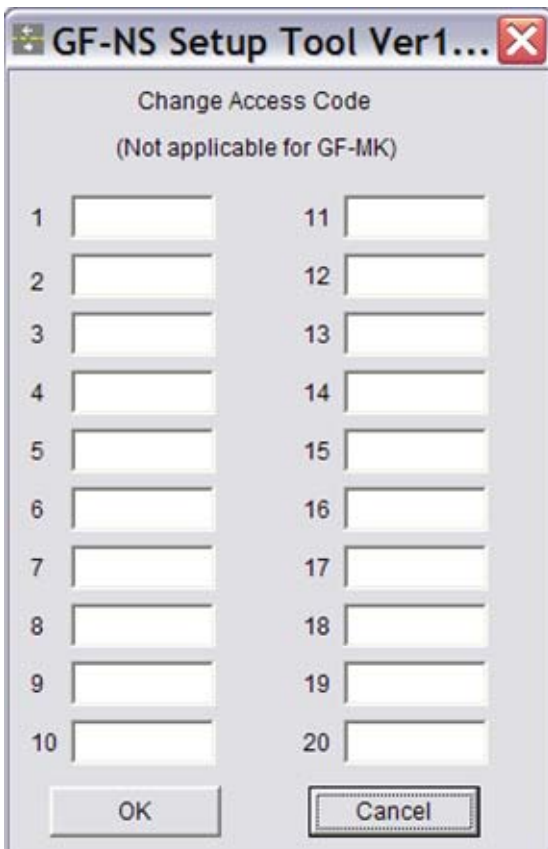 GF-NS Setup Tool Ver1...
Change Access Code
(Not applicable for GF-MK)
1 11
2 12
3 13
4 14
5 15
6 16
7 17
8 18
9 19
10 20
OK Cancel